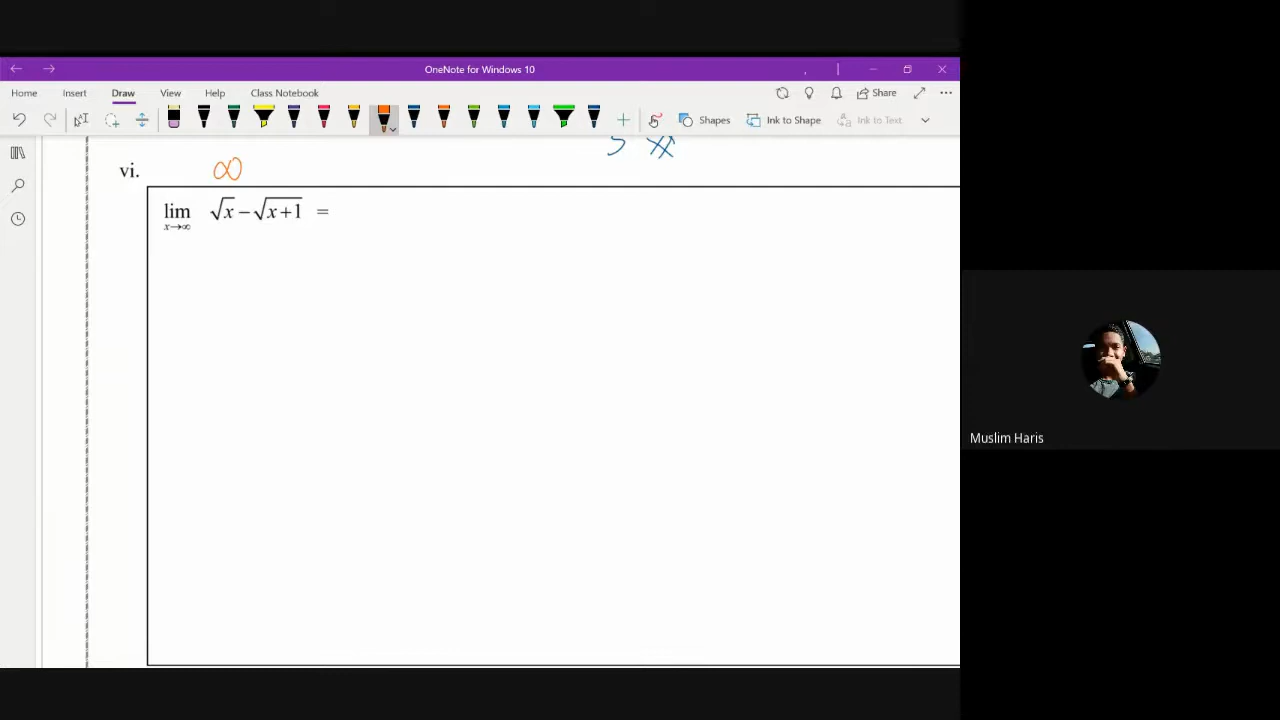 OneNote for Windows 10
Home Insert Draw View Help Class Notebook Share
Shapes Ink to Shape Ink to Text
vi. ∞
lim x→∞ √x − √x+1 =
Muslim Haris